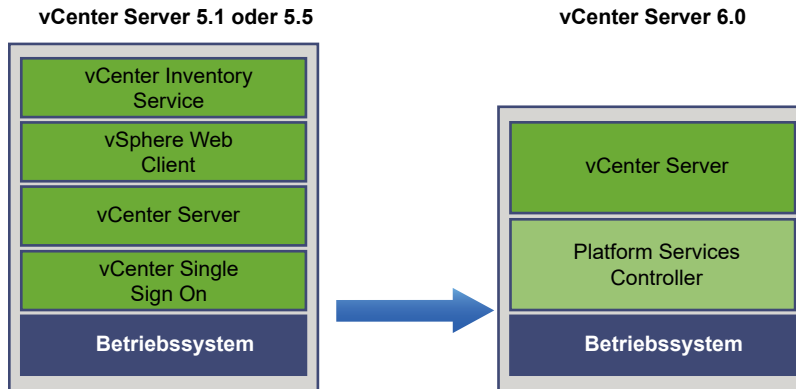 vCenter Server 5.1 oder 5.5
vCenter Inventory
Service
vSphere Web
Client
vCenter Server
vCenter Single
Sign On
Betriebssystem
vCenter Server 6.0
vCenter Server
Platform Services
Controller
Betriebssystem